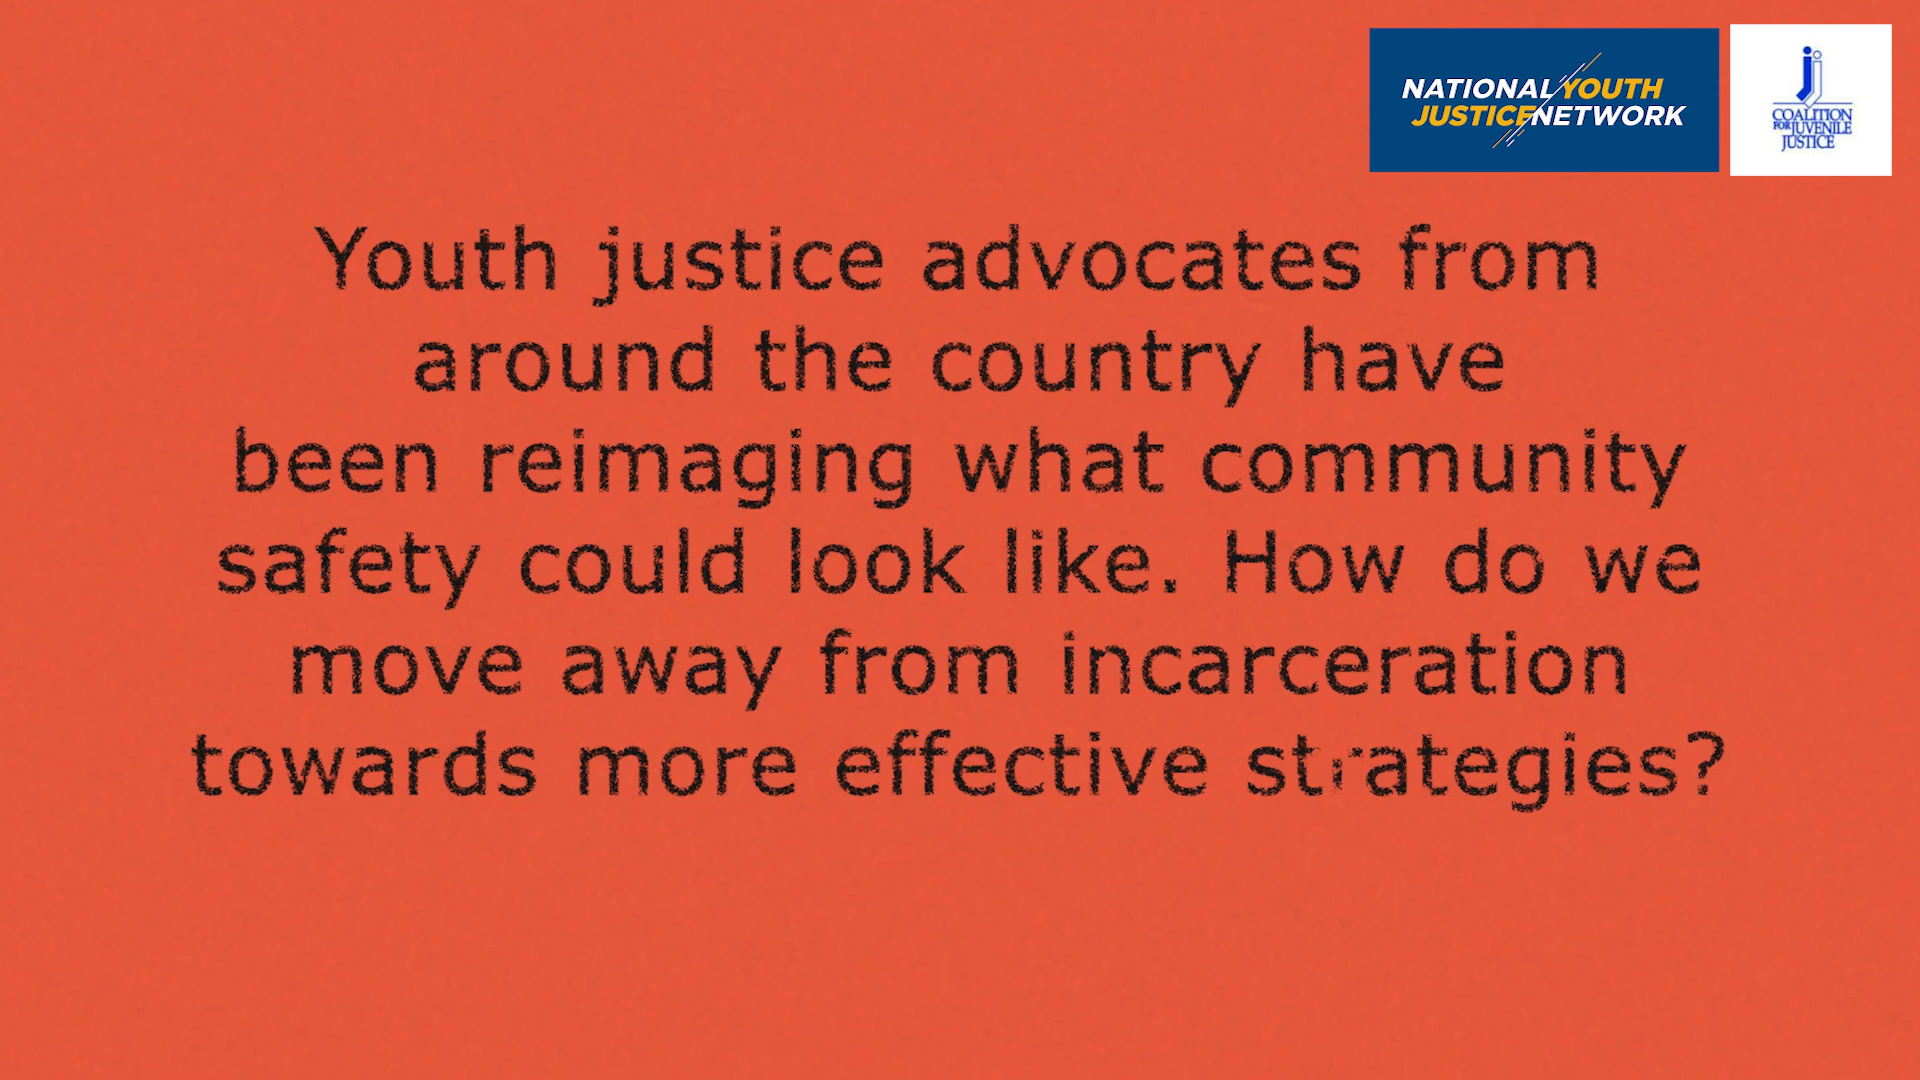 NATIONAL YOUTH
JUSTICE NETWORK
COALITION
FOR JUVENILE
JUSTICE
Youth justice advocates from
around the country have
been reimaging what community
safety could look like. How do we
move away from incarceration
towards more effective strategies?